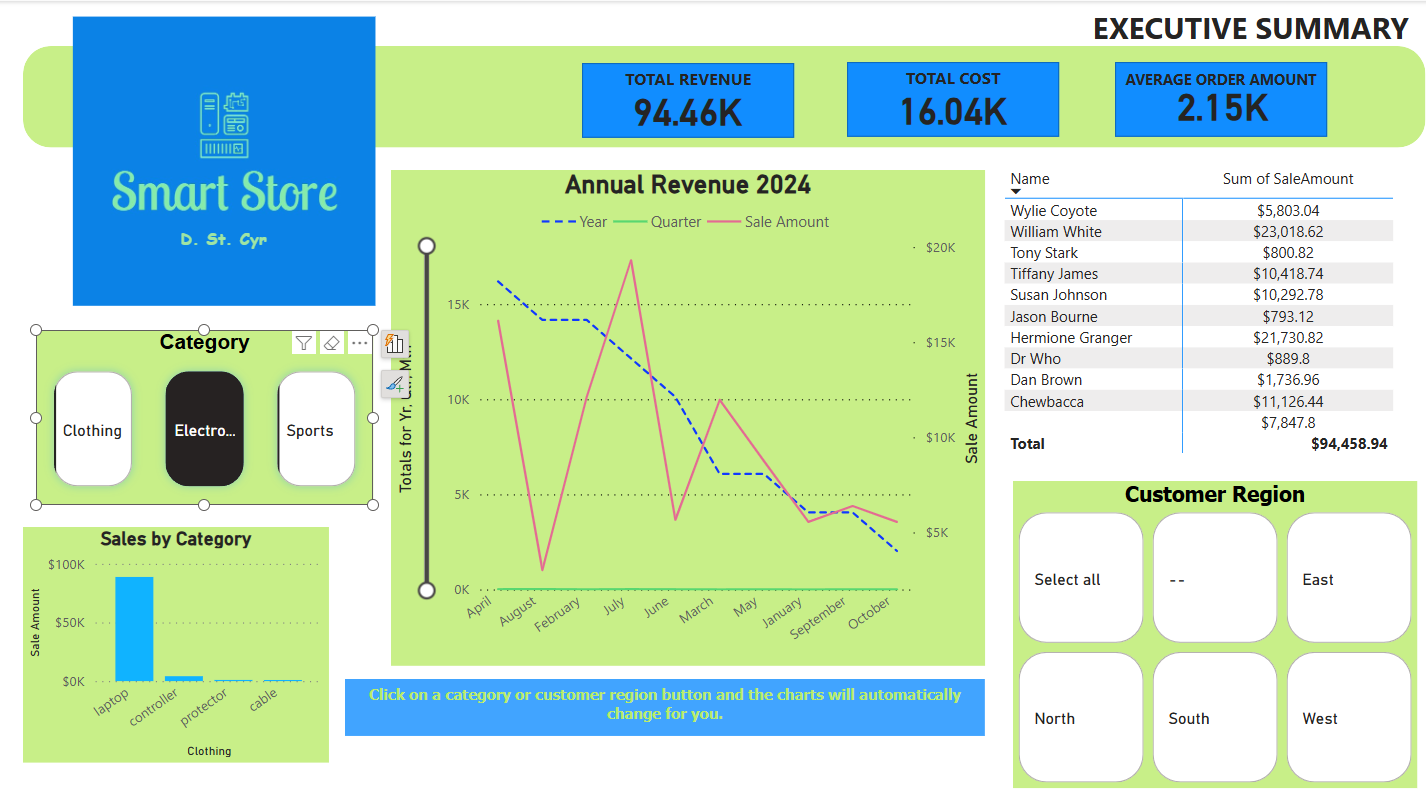 EXECUTIVE SUMMARY
TOTAL REVENUE
94.46K
TOTAL COST
16.04K
AVERAGE ORDER AMOUNT
2.15K
Smart Store
D. St. Cyr
Category
Clothing
Electro...
Sports
Sales by Category
Sale Amount
$100K
$50K
$0K
laptop
controller
protector
cable
Clothing
Annual Revenue 2024
Year
Quarter
Sale Amount
Totals for Yr,
15K
10K
5K
0K
$20K
$15K
$10K
$5K
Sale Amount
April
August
February
July
June
March
May
January
September
October
Click on a category or customer region button and the charts will automatically
change for you.
Name Sum of SaleAmount
Wylie Coyote $5,803.04
William White $23,018.62
Tony Stark $800.82
Tiffany James $10,418.74
Susan Johnson $10,292.78
Jason Bourne $793.12
Hermione Granger $21,730.82
Dr Who $889.8
Dan Brown $1,736.96
Chewbacca $11,126.44
$7,847.8
Total $94,458.94
Customer Region
Select all
--
East
North
South
West